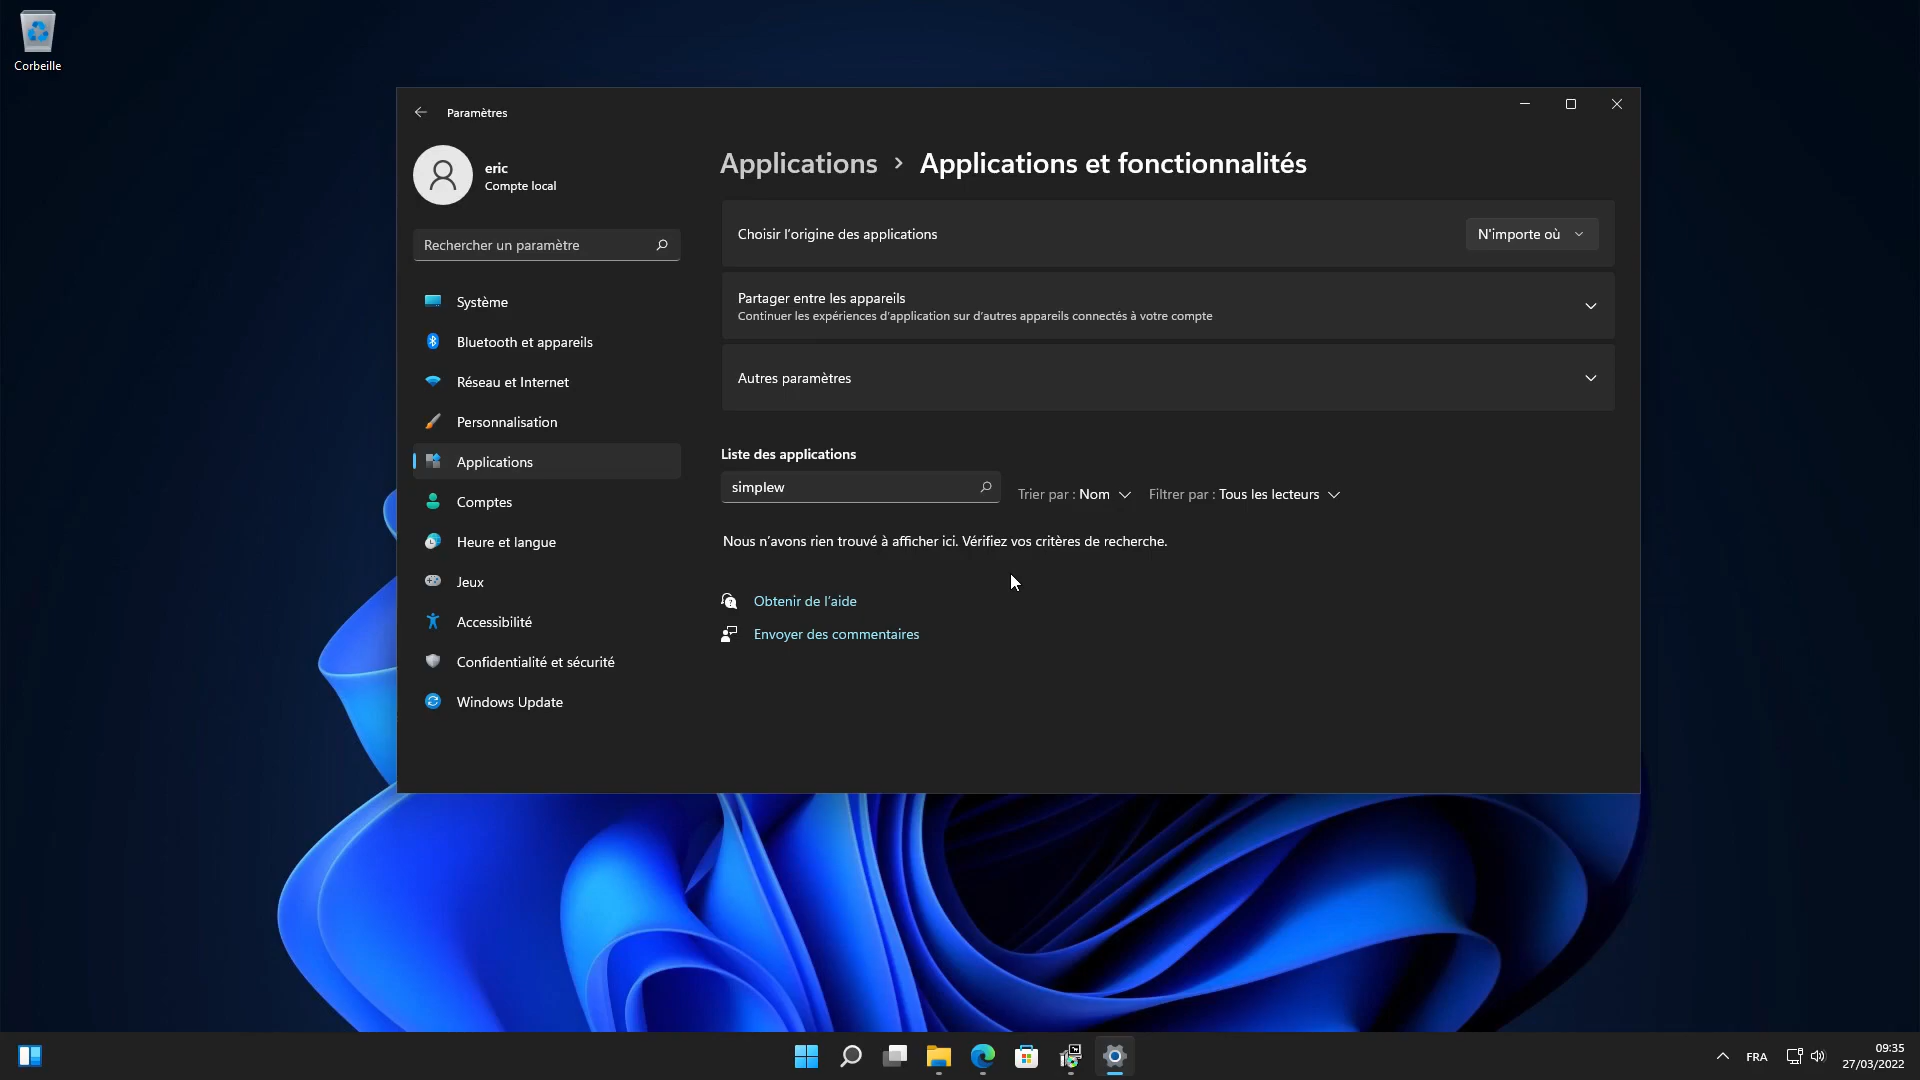 Corbeille
Paramètres
eric
Compte local
Rechercher un paramètre
Système
Bluetooth et appareils
Réseau et Internet
Personnalisation
Applications
Comptes
Heure et langue
Jeux
Accessibilité
Confidentialité et sécurité
Windows Update
Applications › Applications et fonctionnalités
Choisir l’origine des applications
N'importe où
Partager entre les appareils
Continuer les expériences d’application sur d’autres appareils connectés à votre compte
Autres paramètres
Liste des applications
simplew
Trier par : Nom
Filtrer par : Tous les lecteurs
Nous n’avons rien trouvé à afficher ici. Vérifiez vos critères de recherche.
Obtenir de l’aide
Envoyer des commentaires
FRA
09:35
27/03/2022